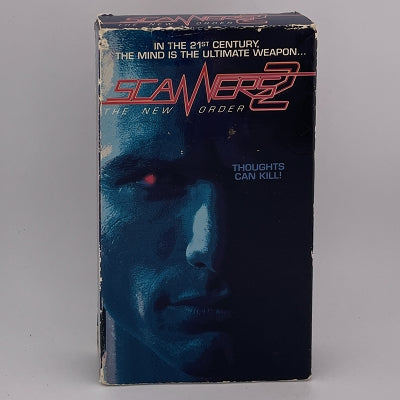 IN THE 21ST CENTURY,
THE MIND IS THE ULTIMATE WEAPON...
SCANNERS 2
THE NEW ORDER
THOUGHTS
CAN KILL!